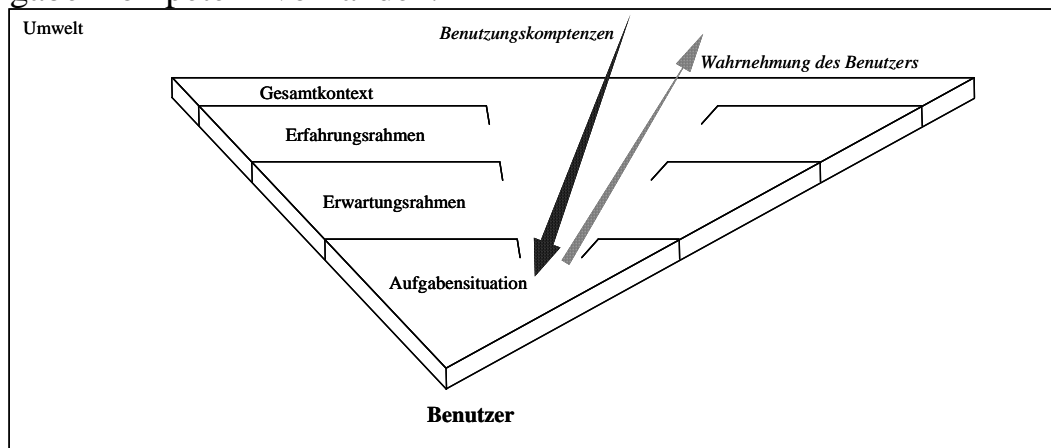 Umwelt
Benutzungskomptenzen
Wahrnehmung des Benutzers
Gesamtkontext
Erfahrungsrahmen
Erwartungsrahmen
Aufgabensituation
Benutzer